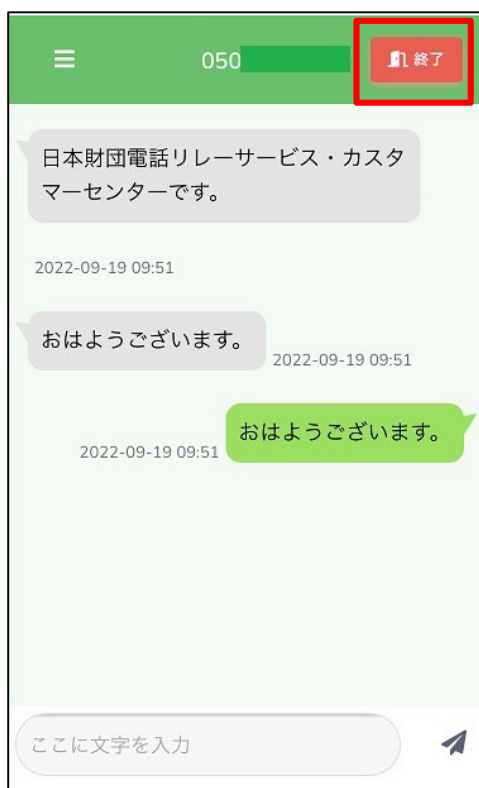 050
終了
日本財団電話リレーサービス・カスタ
マーセンターです。
2022-09-19 09:51
おはようございます。
2022-09-19 09:51
おはようございます。
2022-09-19 09:51
ここに文字を入力